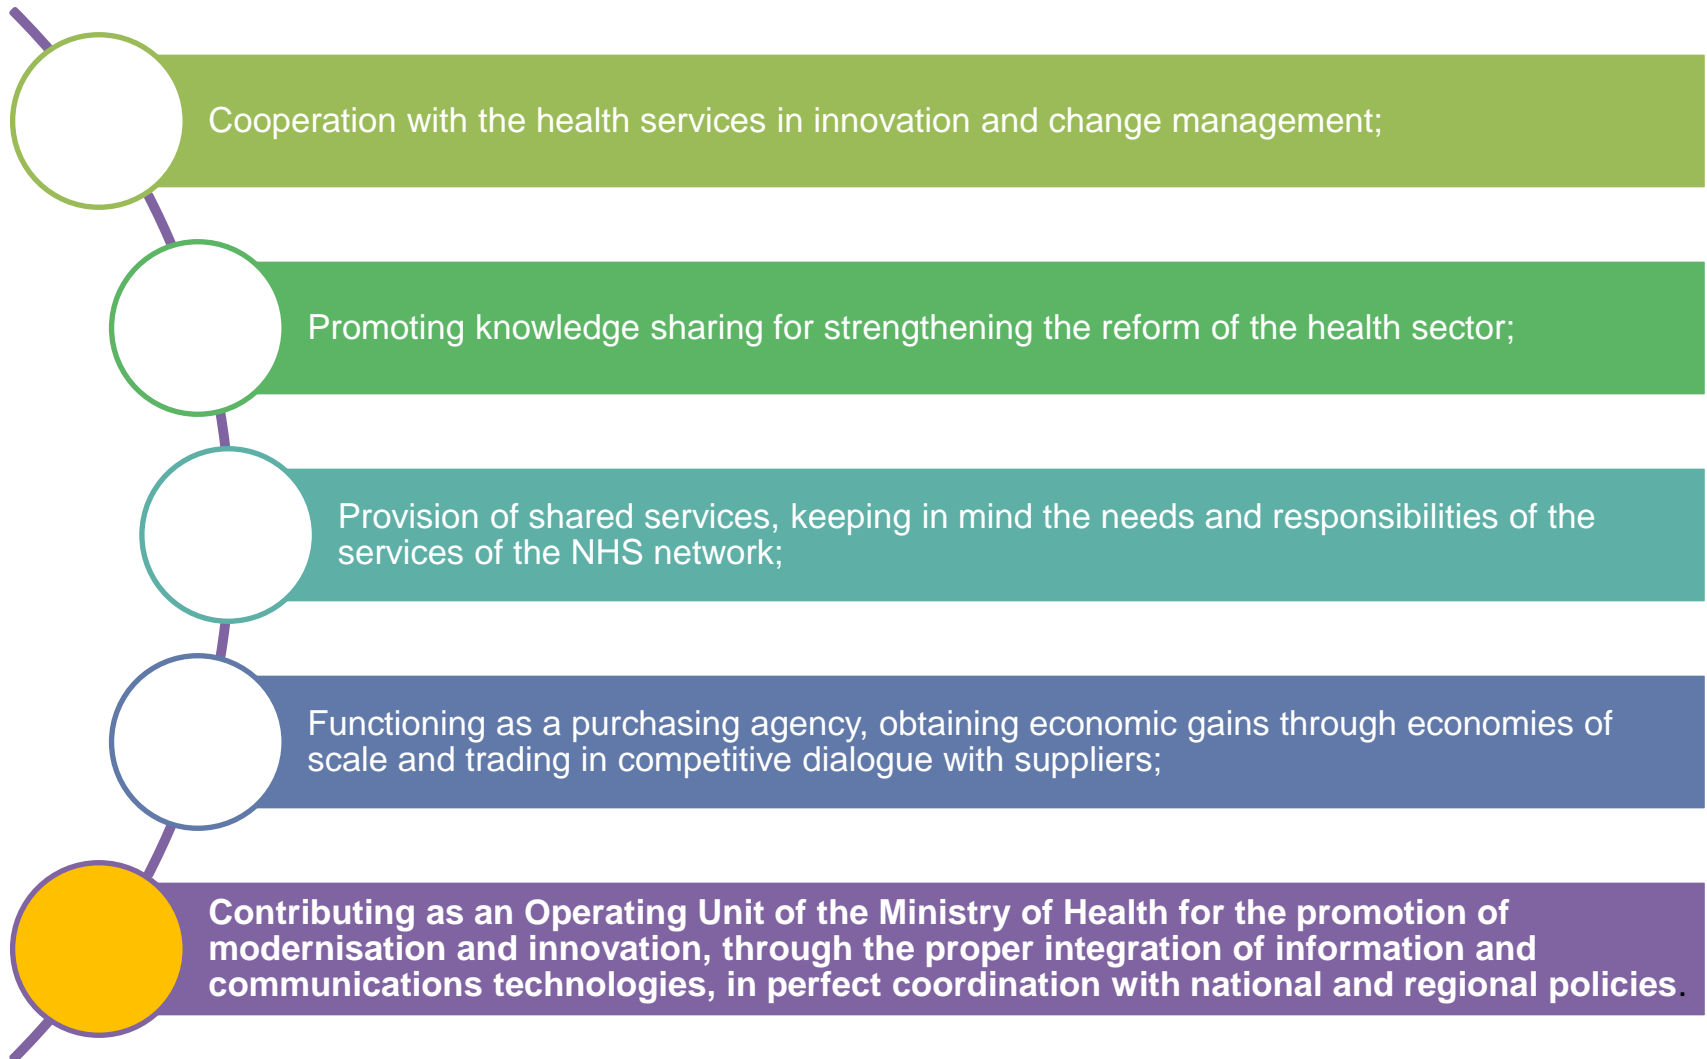 Cooperation with the health services in innovation and change management;
Promoting knowledge sharing for strengthening the reform of the health sector;
Provision of shared services, keeping in mind the needs and responsibilities of the
services of the NHS network;
Functioning as a purchasing agency, obtaining economic gains through economies of
scale and trading in competitive dialogue with suppliers;
Contributing as an Operating Unit of the Ministry of Health for the promotion of
modernisation and innovation, through the proper integration of information and
communications technologies, in perfect coordination with national and regional policies.